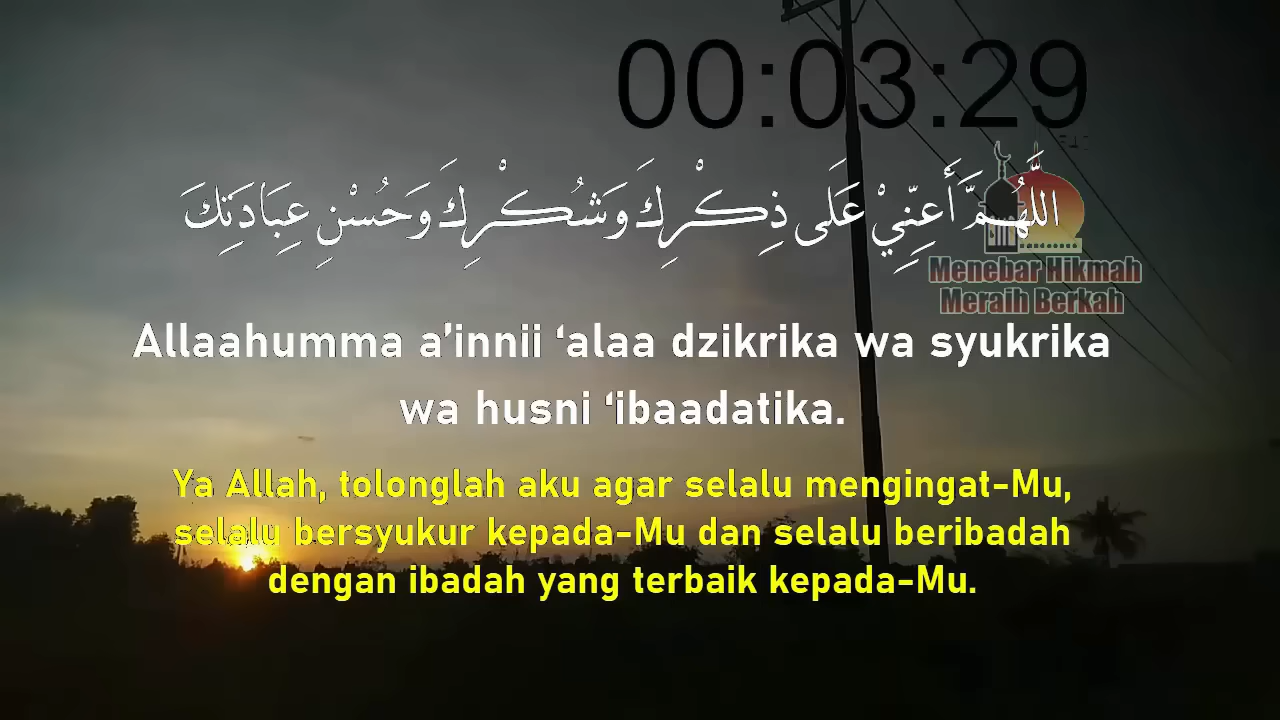 00:03:29
اللَّهُمَّ أَعِنِّيْ عَلَى ذِكْرِكَ وَشُكْرِكَ وَحُسْنِ عِبَادَتِكَ
Menebar Hikmah
Meraih Berkah
Allaahumma a'innii ‘alaa dzikrika wa syukrika
wa husni ‘ibaadatika.
Ya Allah, tolonglah aku agar selalu mengingat-Mu,
selalu bersyukur kepada-Mu dan selalu beribadah
dengan ibadah yang terbaik kepada-Mu.